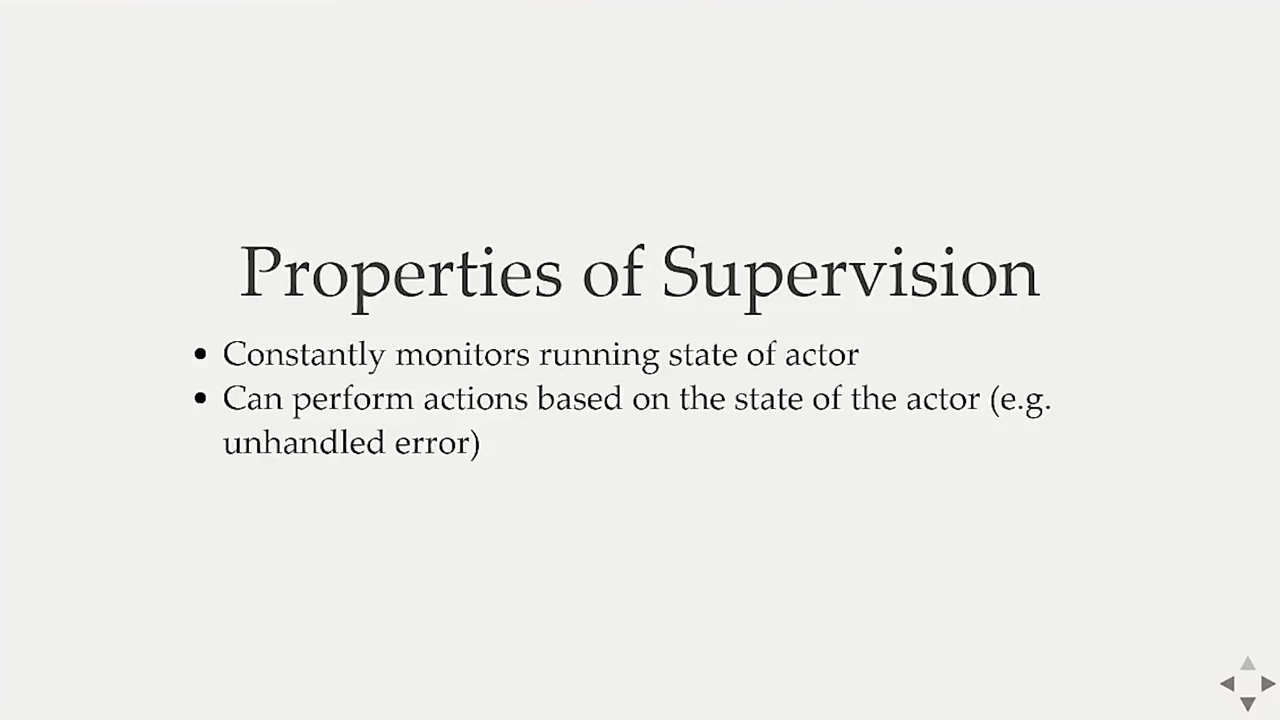 Properties of Supervision
• Constantly monitors running state of actor
• Can perform actions based on the state of the actor (e.g.
unhandled error)